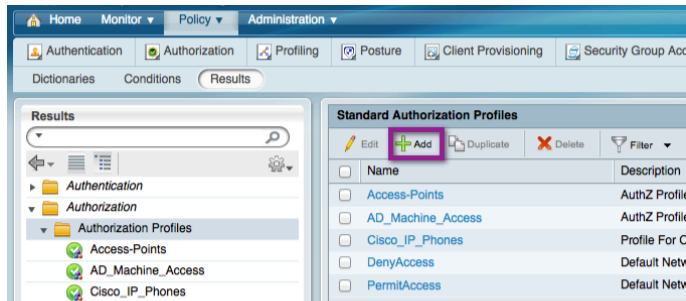 Home Monitor ▾ Policy ▾ Administration ▾
Authentication Authorization Profiling Posture Client Provisioning Security Group Acc
Dictionaries Conditions Results
Results
Authentication
Authorization
Authorization Profiles
Access-Points
AD_Machine_Access
Cisco_IP_Phones
Standard Authorization Profiles
Edit Add Duplicate Delete Filter ▾
Name Description
Access-Points AuthZ Profile
AD_Machine_Access AuthZ Profile
Cisco_IP_Phones Profile For C
DenyAccess Default Netw
PermitAccess Default Netw